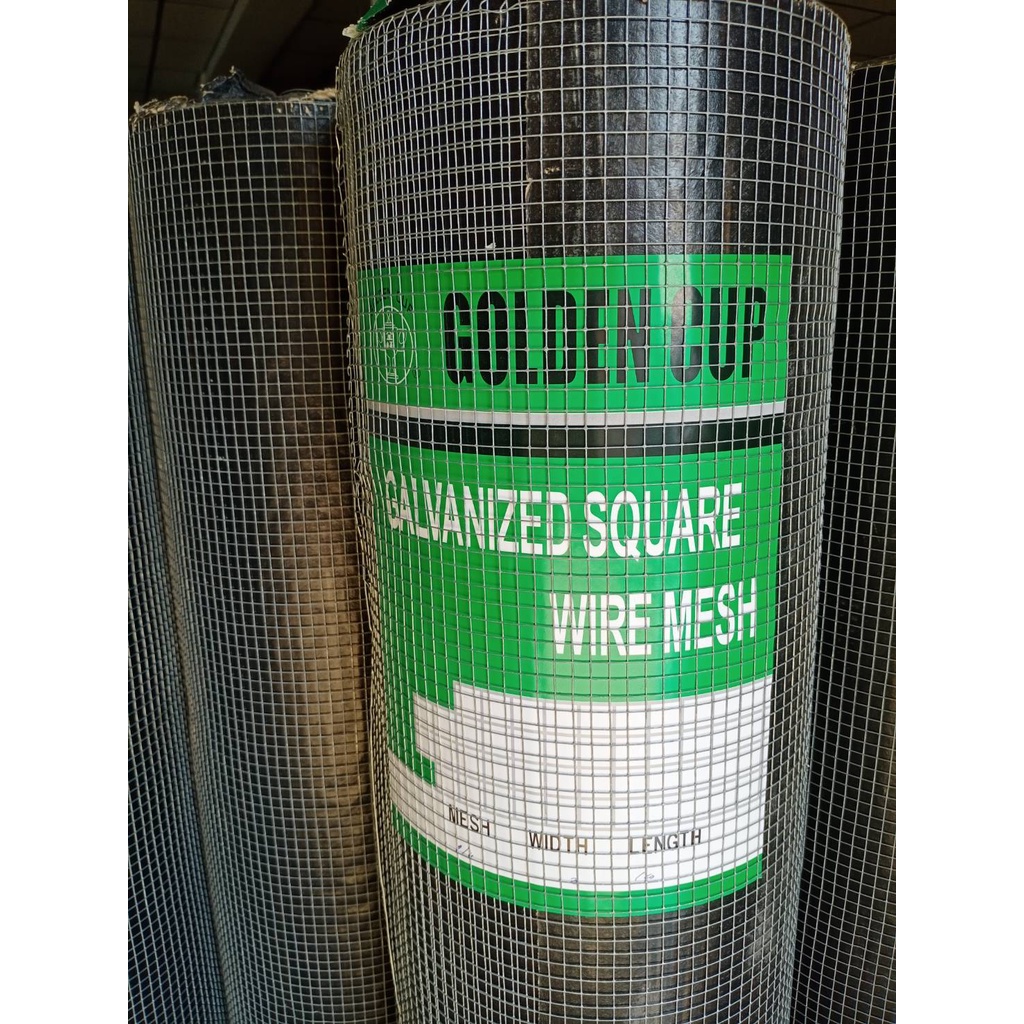 GOLDEN CUP
GALVANIZED SQUARE
WIRE MESH
MESH WIDTH LENGTH